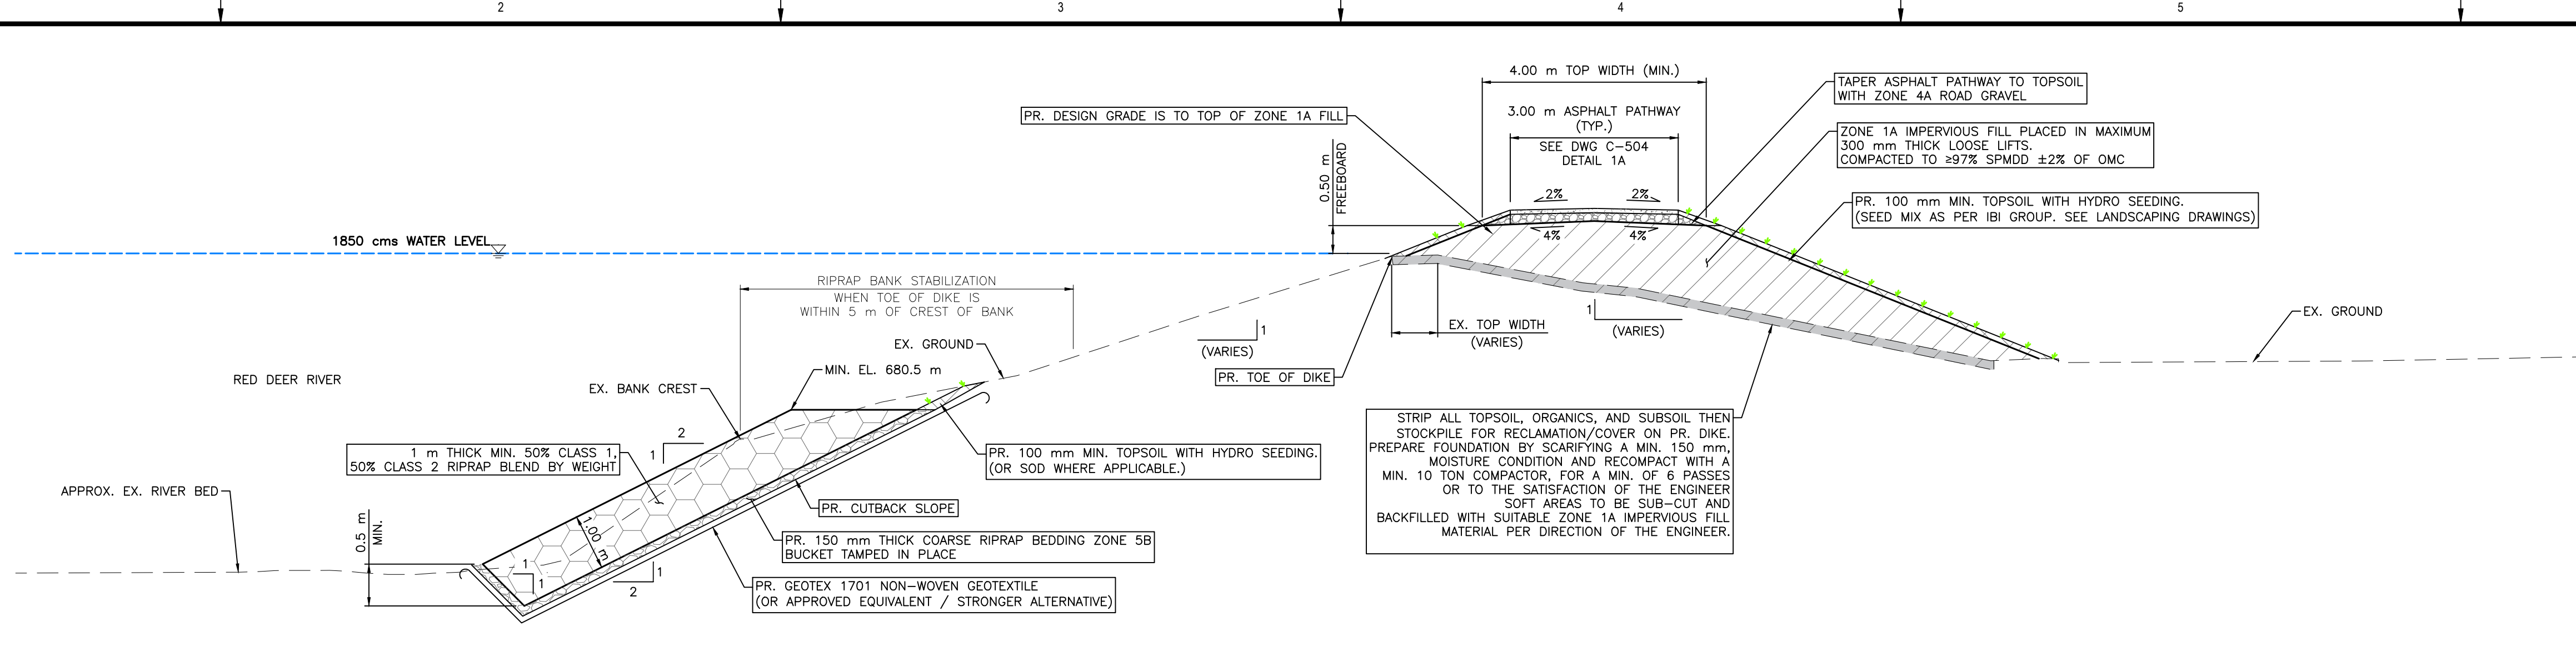 2
3
4
5
4.00 m TOP WIDTH (MIN.)
3.00 m ASPHALT PATHWAY
(TYP.)
SEE DWG C-504
DETAIL 1A
TAPER ASPHALT PATHWAY TO TOPSOIL
WITH ZONE 4A ROAD GRAVEL
PR. DESIGN GRADE IS TO TOP OF ZONE 1A FILL
ZONE 1A IMPERVIOUS FILL PLACED IN MAXIMUM
300 mm THICK LOOSE LIFTS.
COMPACTED TO ≥97% SPMDD ±2% OF OMC
0.50 m
FREEBOARD
2%
2%
4%
4%
PR. 100 mm MIN. TOPSOIL WITH HYDRO SEEDING.
(SEED MIX AS PER IBI GROUP. SEE LANDSCAPING DRAWINGS)
1850 cms WATER LEVEL
RIPRAP BANK STABILIZATION
WHEN TOE OF DIKE IS
WITHIN 5 m OF CREST OF BANK
1
(VARIES)
EX. TOP WIDTH
(VARIES)
1
(VARIES)
EX. GROUND
EX. GROUND
RED DEER RIVER
MIN. EL. 680.5 m
EX. BANK CREST
PR. TOE OF DIKE
2
1
1 m THICK MIN. 50% CLASS 1,
50% CLASS 2 RIPRAP BLEND BY WEIGHT
PR. 100 mm MIN. TOPSOIL WITH HYDRO SEEDING.
(OR SOD WHERE APPLICABLE.)
STRIP ALL TOPSOIL, ORGANICS, AND SUBSOIL THEN
STOCKPILE FOR RECLAMATION/COVER ON PR. DIKE.
PREPARE FOUNDATION BY SCARIFYING A MIN. 150 mm,
MOISTURE CONDITION AND RECOMPACT WITH A
MIN. 10 TON COMPACTOR, FOR A MIN. OF 6 PASSES
OR TO THE SATISFACTION OF THE ENGINEER
SOFT AREAS TO BE SUB-CUT AND
BACKFILLED WITH SUITABLE ZONE 1A IMPERVIOUS FILL
MATERIAL PER DIRECTION OF THE ENGINEER.
APPROX. EX. RIVER BED
PR. CUTBACK SLOPE
0.5 m
MIN.
1.00 m
PR. 150 mm THICK COARSE RIPRAP BEDDING ZONE 5B
BUCKET TAMPED IN PLACE
1
1
1
2
PR. GEOTEX 1701 NON-WOVEN GEOTEXTILE
(OR APPROVED EQUIVALENT / STRONGER ALTERNATIVE)